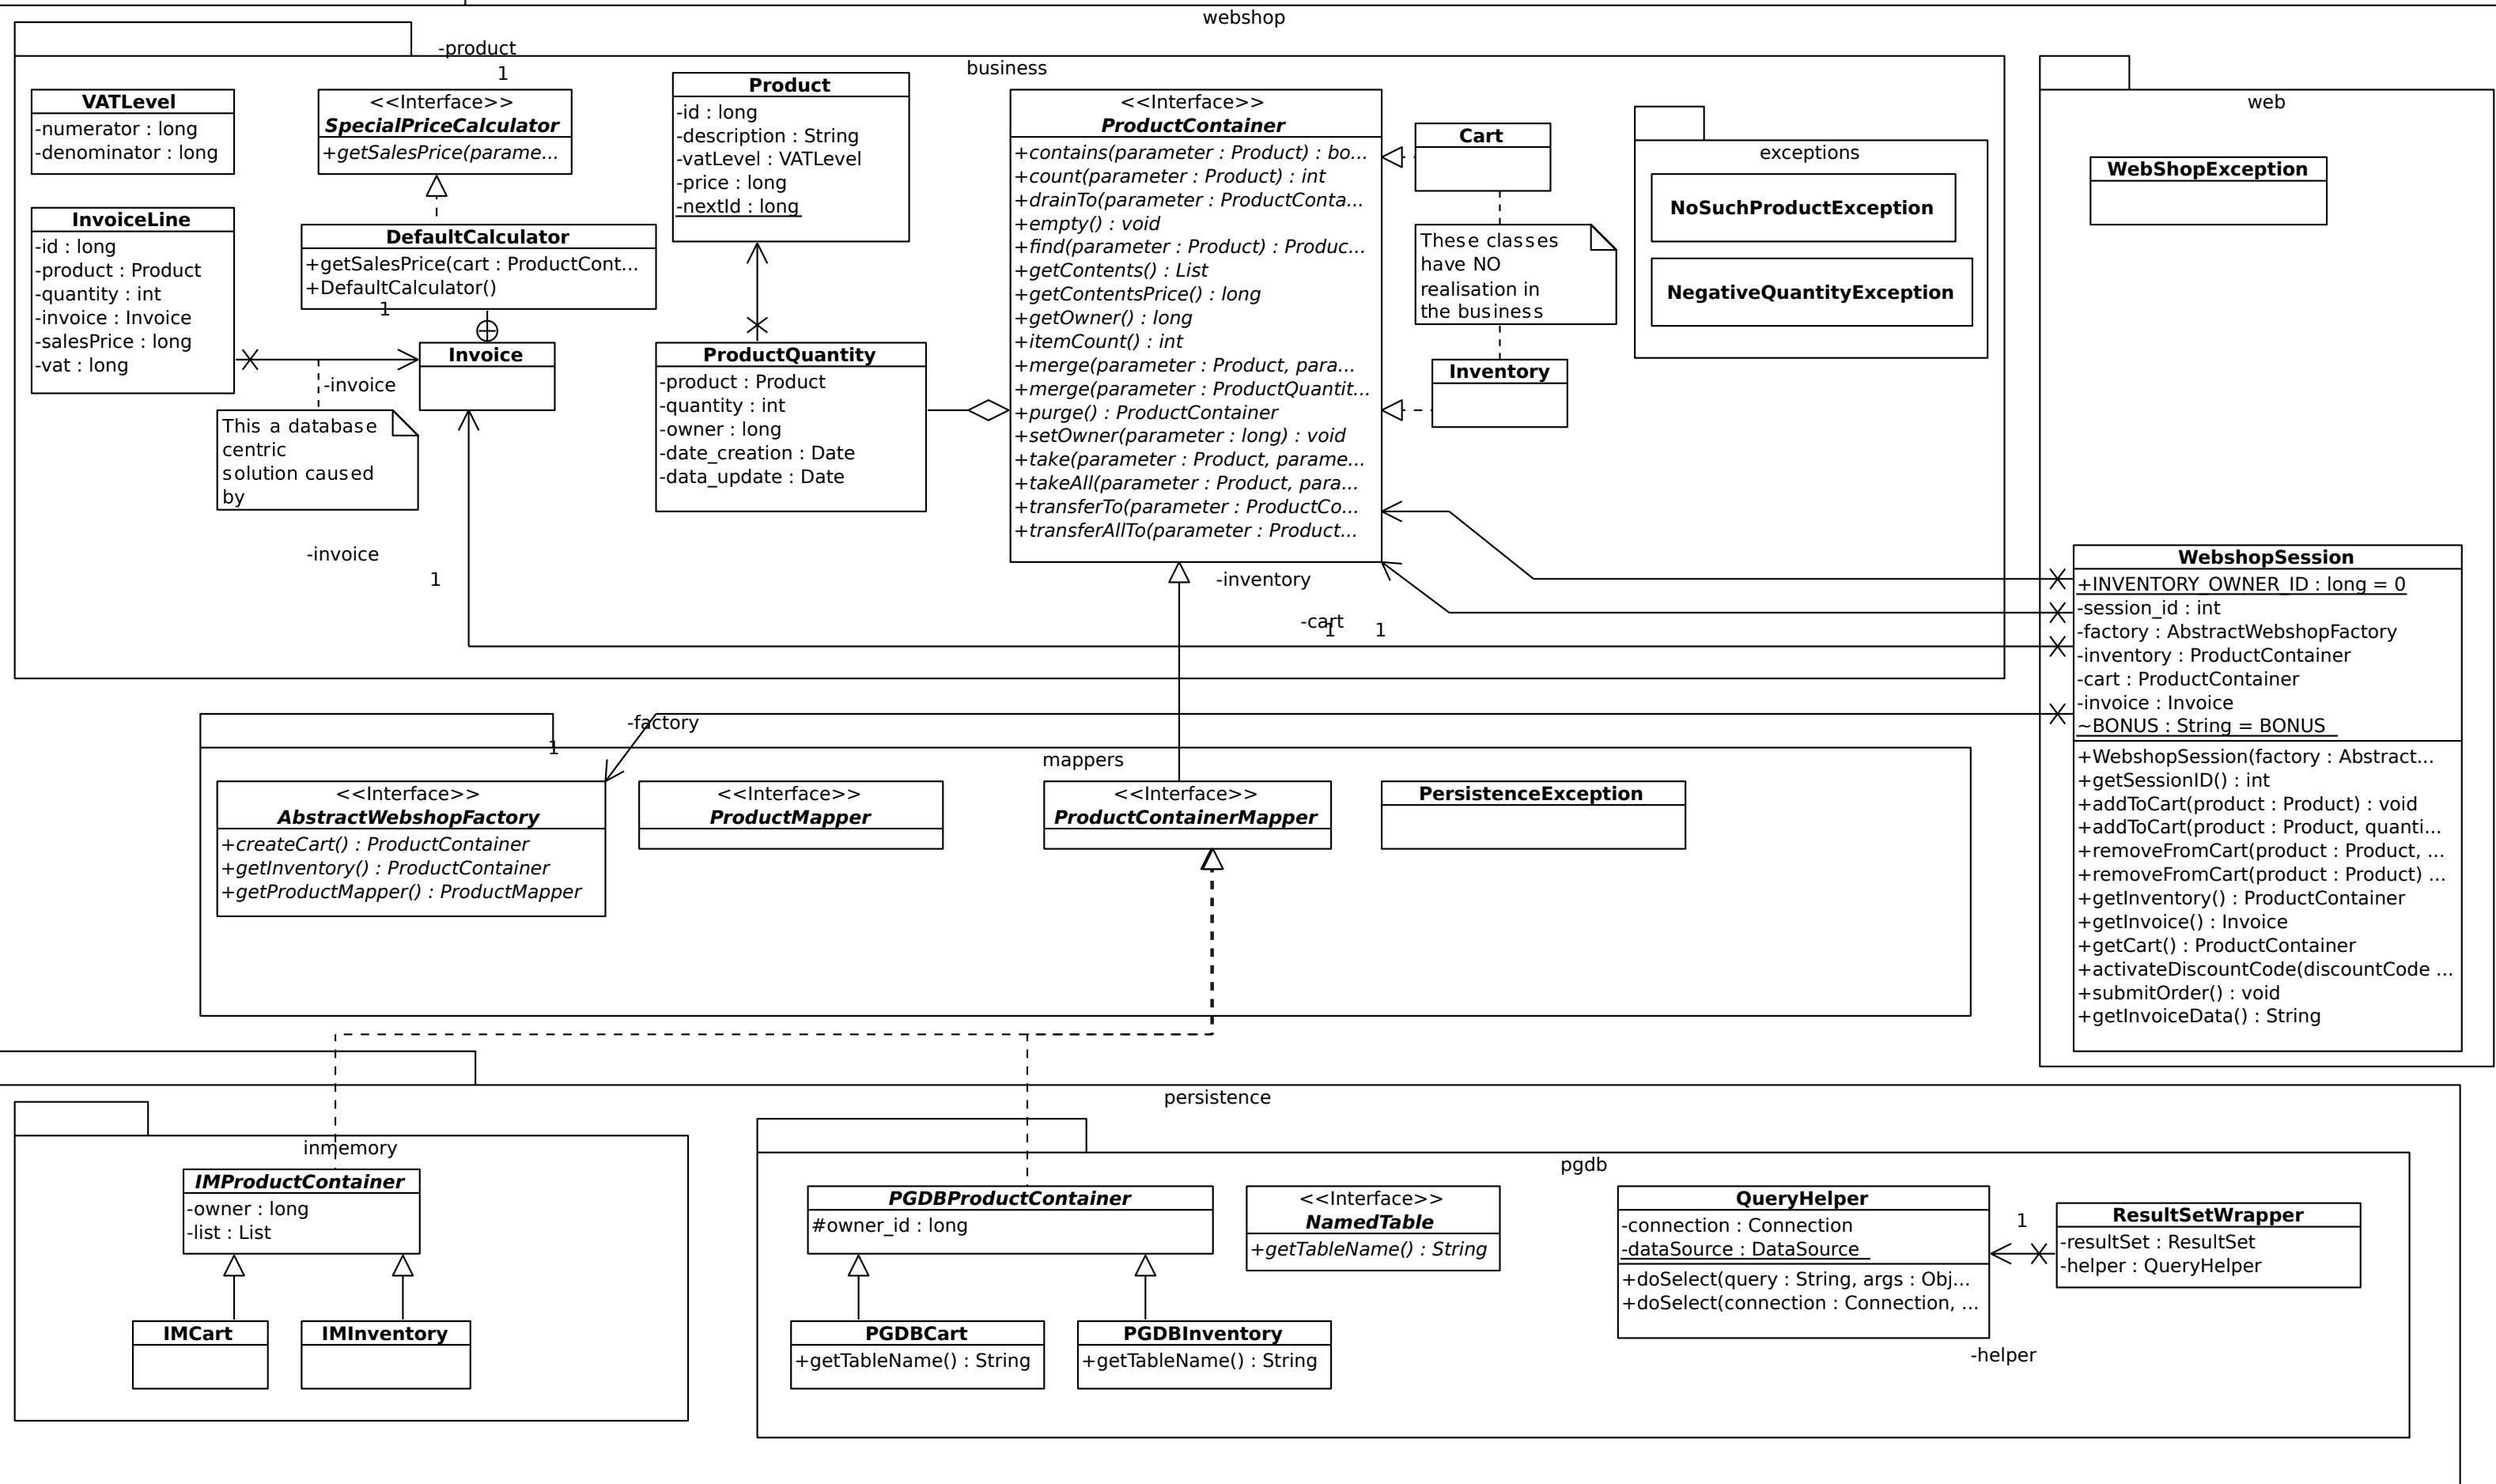 webshop
-product
1
business
VATLevel
-numerator : long
-denominator : long
<<Interface>>
SpecialPriceCalculator
+getSalesPrice(parame...
Product
-id : long
-description : String
-vatLevel : VATLevel
-price : long
-nextId : long
<<Interface>>
ProductContainer
+contains(parameter : Product) : bo...
+count(parameter : Product) : int
+drainTo(parameter : ProductConta...
+empty() : void
+find(parameter : Product) : Produc...
+getContents() : List
+getContentsPrice() : long
+getOwner() : long
+itemCount() : int
+merge(parameter : Product, para...
+merge(parameter : ProductQuantit...
+purge() : ProductContainer
+setOwner(parameter : long) : void
+take(parameter : Product, parame...
+takeAll(parameter : Product, para...
+transferTo(parameter : ProductCo...
+transferAllTo(parameter : Product...
Cart
These classes
have NO
realisation in
the business
Inventory
exceptions
NoSuchProductException
NegativeQuantityException
web
WebShopException
InvoiceLine
-id : long
-product : Product
-quantity : int
-invoice : Invoice
-salesPrice : long
-vat : long
DefaultCalculator
+getSalesPrice(cart : ProductCont...
+DefaultCalculator()
1
Invoice
-invoice
This a database
centric
solution caused
by
ProductQuantity
-product : Product
-quantity : int
-owner : long
-date_creation : Date
-data_update : Date
-invoice
1
-inventory
-cart
1
1
WebshopSession
+INVENTORY_OWNER_ID : long = 0
-session_id : int
-factory : AbstractWebshopFactory
-inventory : ProductContainer
-cart : ProductContainer
-invoice : Invoice
~BONUS : String = BONUS
+WebshopSession(factory : Abstract...
+getSessionID() : int
+addToCart(product : Product) : void
+addToCart(product : Product, quanti...
+removeFromCart(product : Product, ...
+removeFromCart(product : Product) ...
+getInventory() : ProductContainer
+getInvoice() : Invoice
+getCart() : ProductContainer
+activateDiscountCode(discountCode ...
+submitOrder() : void
+getInvoiceData() : String
-factory
1
mappers
<<Interface>>
AbstractWebshopFactory
+createCart() : ProductContainer
+getInventory() : ProductContainer
+getProductMapper() : ProductMapper
<<Interface>>
ProductMapper
<<Interface>>
ProductContainerMapper
PersistenceException
persistence
inmemory
IMProductContainer
-owner : long
-list : List
IMCart
IMInventory
pgdb
PGDBProductContainer
#owner_id : long
PGDBCart
+getTableName() : String
PGDBInventory
+getTableName() : String
<<Interface>>
NamedTable
+getTableName() : String
QueryHelper
-connection : Connection
-dataSource : DataSource
+doSelect(query : String, args : Obj...
+doSelect(connection : Connection, ...
1
ResultSetWrapper
-resultSet : ResultSet
-helper : QueryHelper
-helper